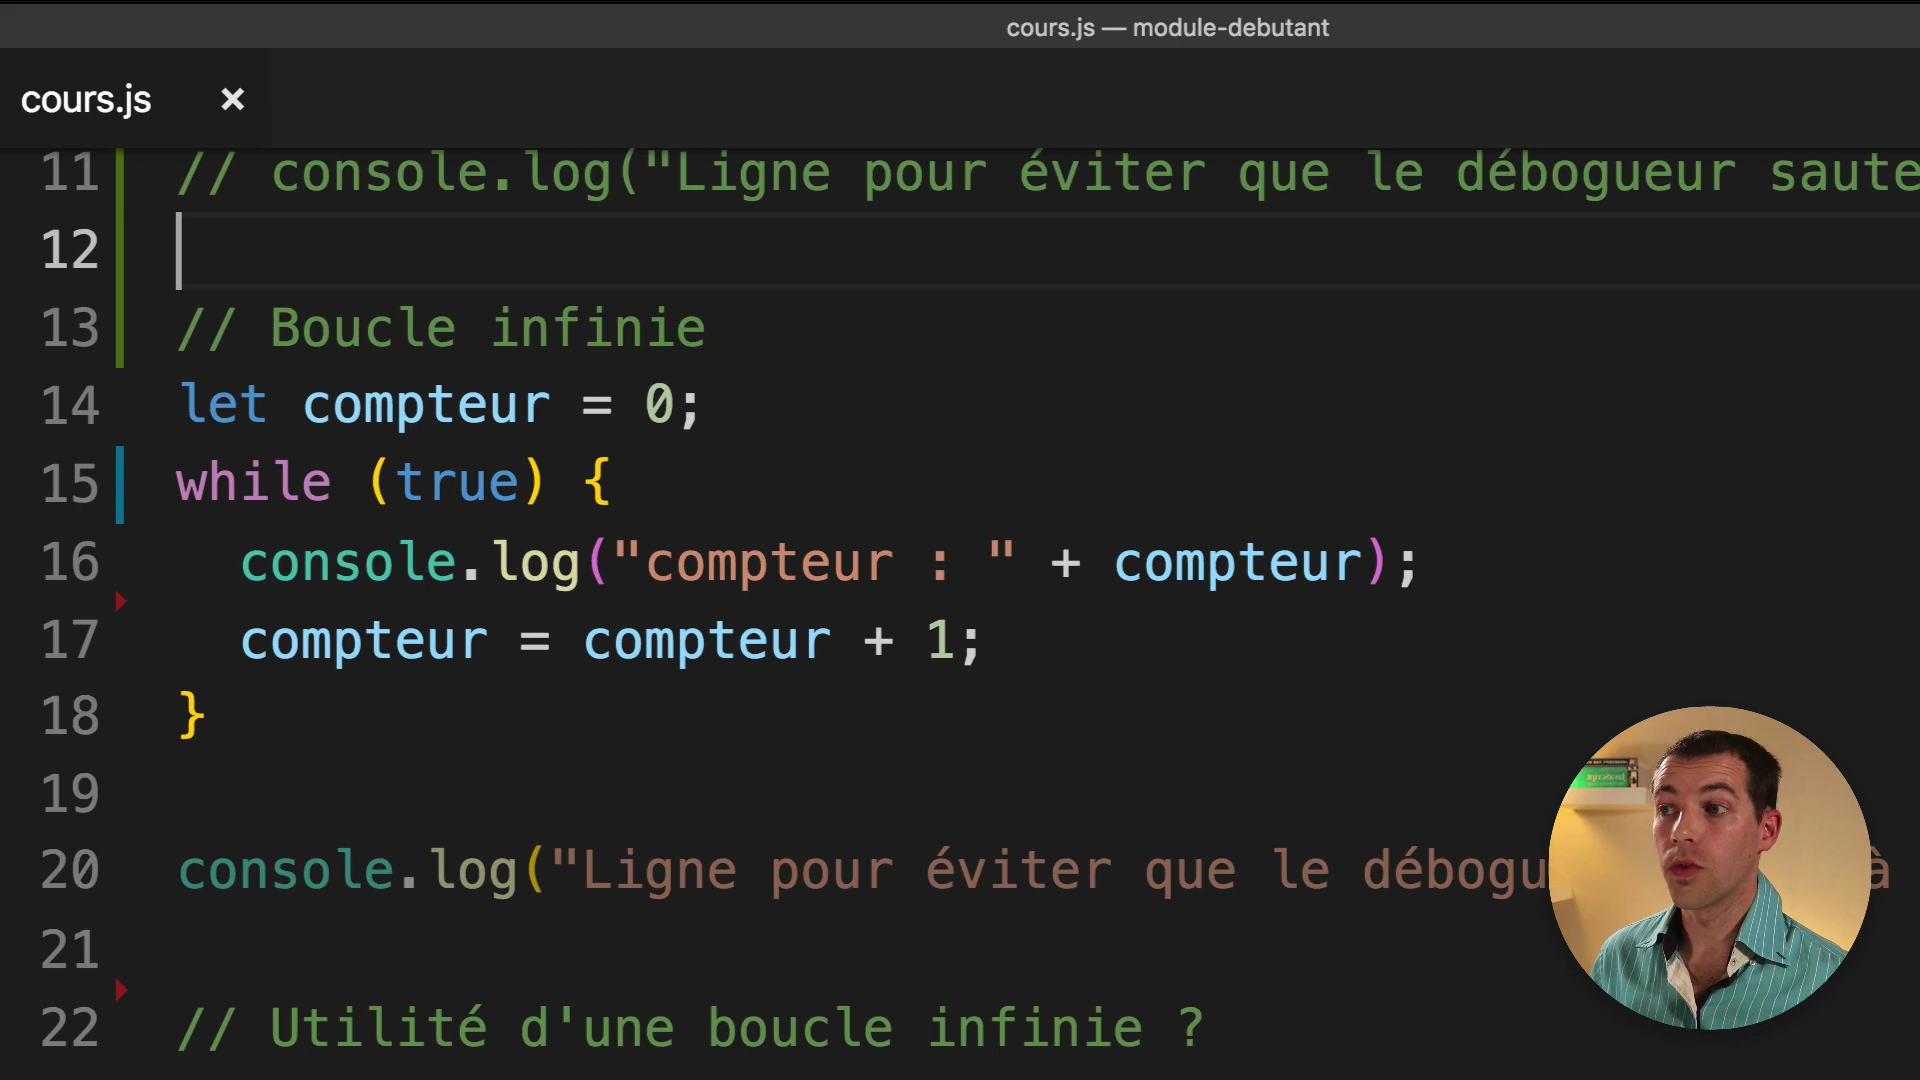 cours.js — module-debutant
cours.js ×
11 // console.log("Ligne pour éviter que le débogueur saute
12
13 // Boucle infinie
14 let compteur = 0;
15 while (true) {
16 console.log("compteur : " + compteur);
17 compteur = compteur + 1;
18 }
19
20 console.log("Ligne pour éviter que le débogu à
21
22 // Utilité d'une boucle infinie ?